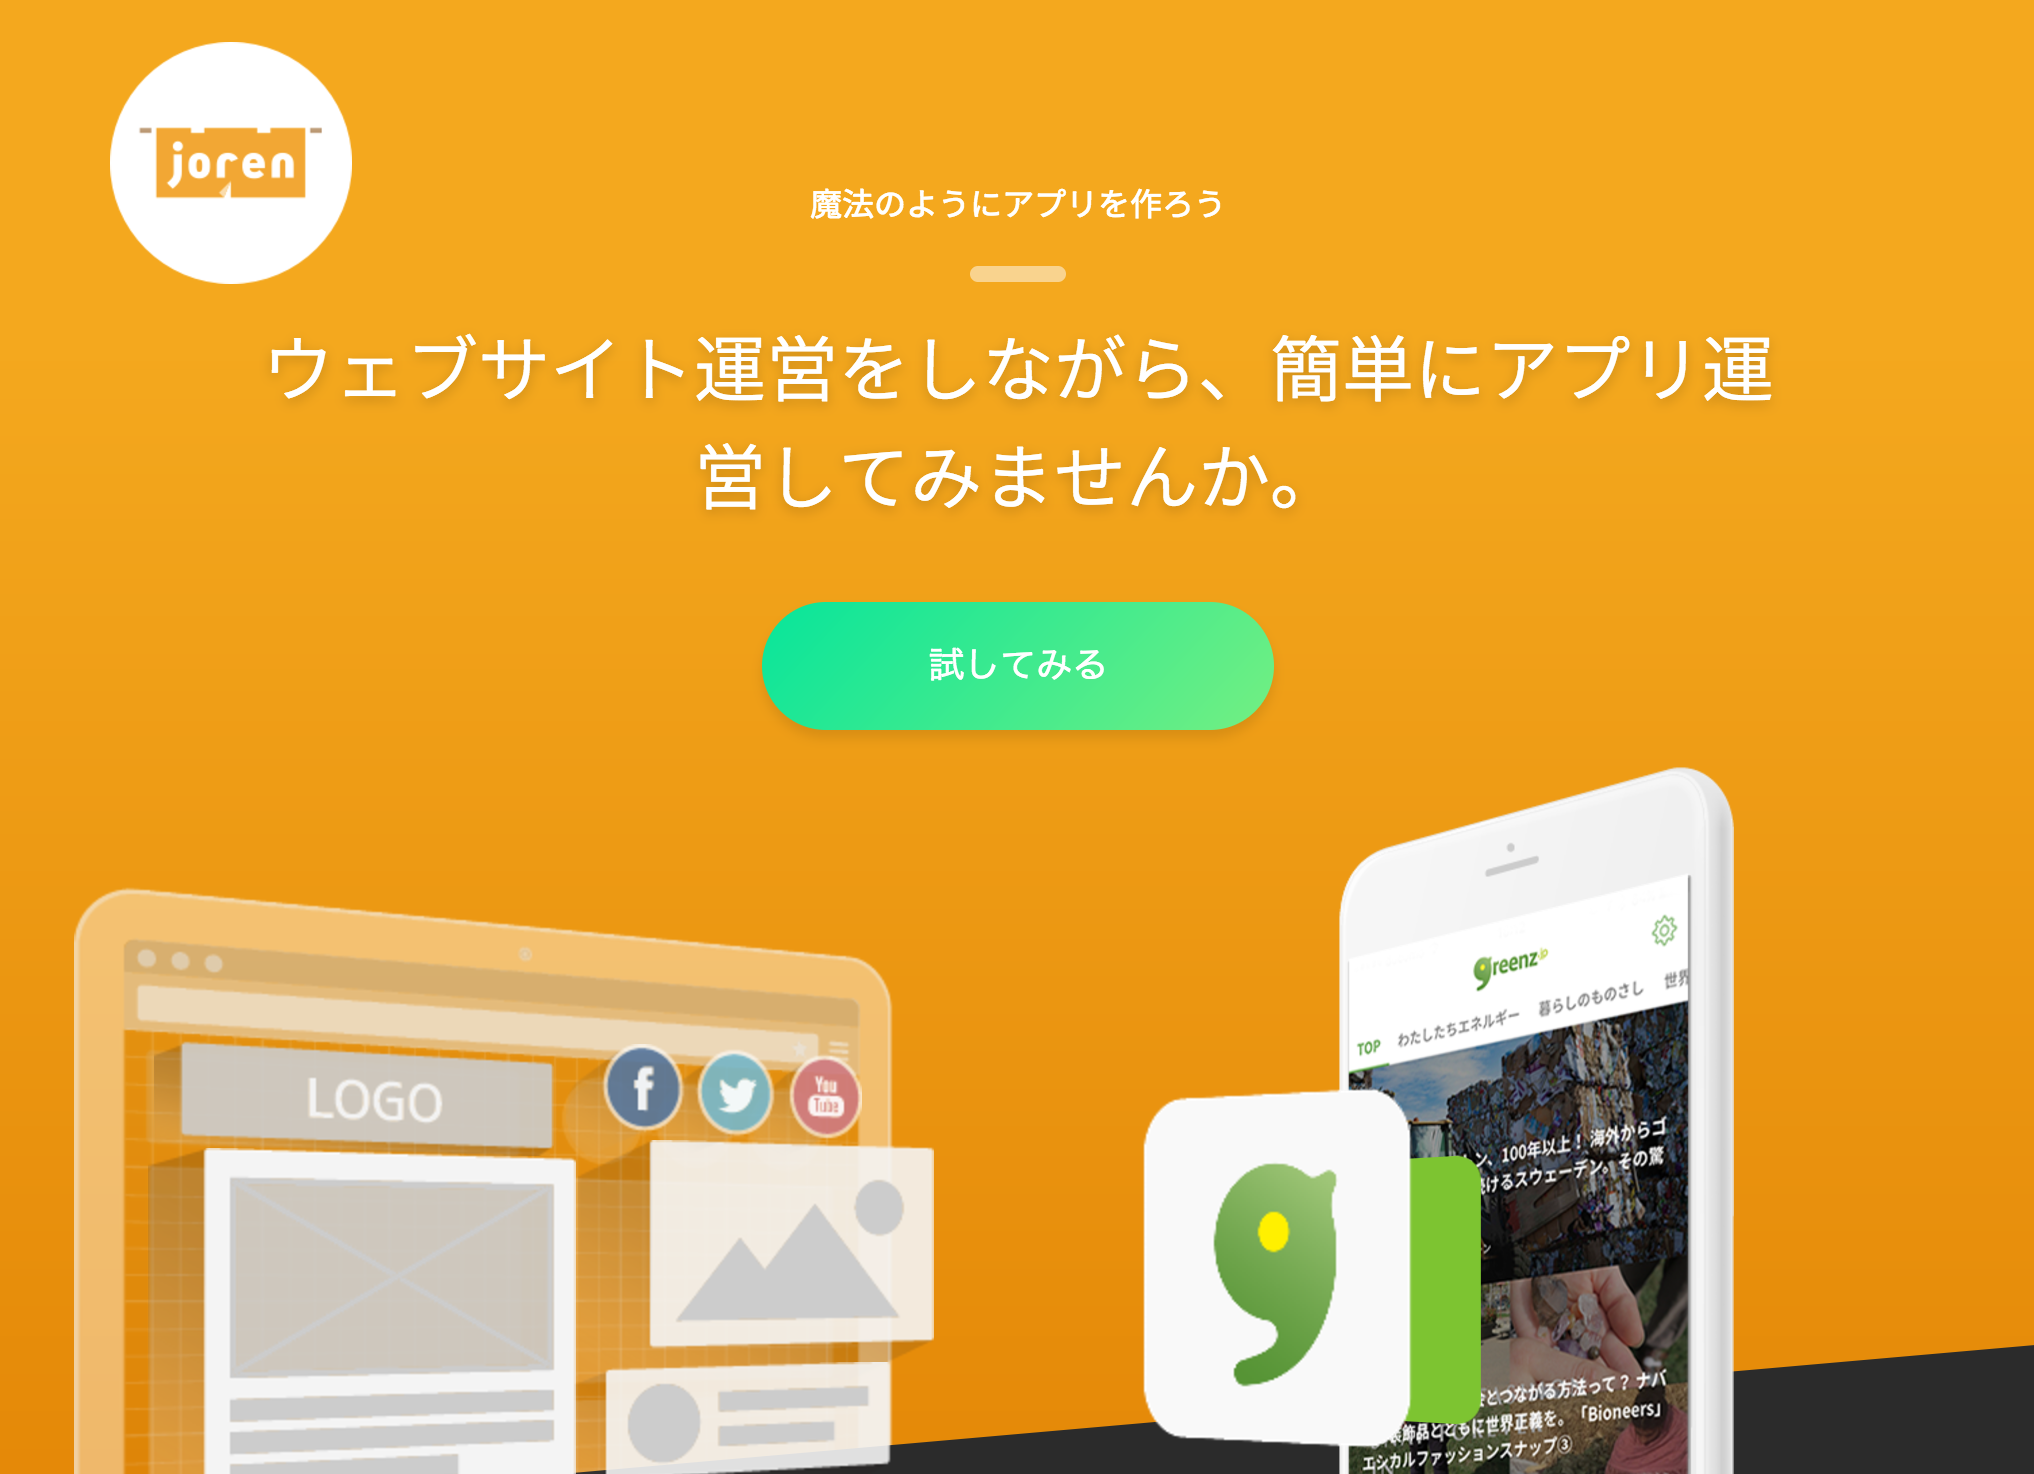 joren
魔法のようにアプリを作ろう
ウェブサイト運営をしながら、簡単にアプリ運
営してみませんか。
試してみる
LOGO
f
You
Tube
greenz.jp
TOP わたしたちエネルギー 暮らしのものさし 世界
ン、100年以上！海外からゴ
けるスウェーデン。その驚
ン
とつながる方法って？ ナバ
装飾品とともに世界正義を。「Bioneers」
エシカルファッションスナップ③